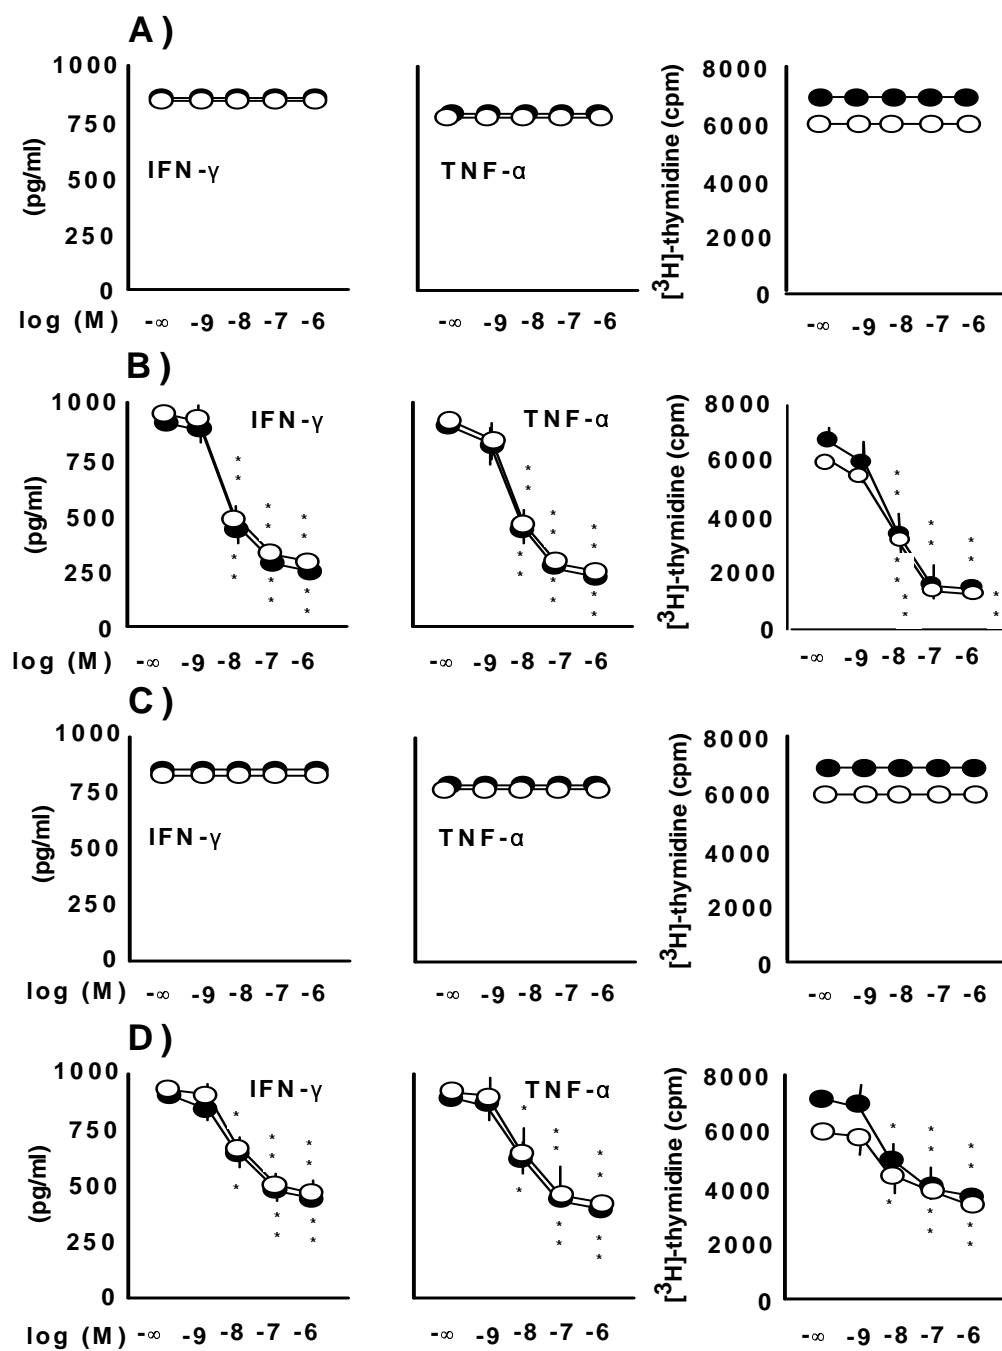 A)
1000
750
500
250
0
(pg/ml)
IFN-γ
TNF-α
[3H]-thymidine (cpm)
8000
6000
4000
2000
0
log (M) -∞ -9 -8 -7 -6
-∞ -9 -8 -7 -6
-∞ -9 -8 -7 -6
B)
1000
750
500
250
0
(pg/ml)
IFN-γ
* * * * * *
* * * * * *
TNF-α
* * * * * *
* * * * * *
[3H]-thymidine (cpm)
8000
6000
4000
2000
0
* * * * * *
* * * * * *
log (M) -∞ -9 -8 -7 -6
-∞ -9 -8 -7 -6
-∞ -9 -8 -7 -6
C)
1000
750
500
250
0
(pg/ml)
IFN-γ
TNF-α
[3H]-thymidine (cpm)
8000
6000
4000
2000
0
log (M) -∞ -9 -8 -7 -6
-∞ -9 -8 -7 -6
-∞ -9 -8 -7 -6
D)
1000
750
500
250
0
(pg/ml)
IFN-γ
* * * * *
* * * * *
TNF-α
* * * * *
* * * * *
[3H]-thymidine (cpm)
8000
6000
4000
2000
0
* * * * *
* * * * *
log (M) -∞ -9 -8 -7 -6
-∞ -9 -8 -7 -6
-∞ -9 -8 -7 -6